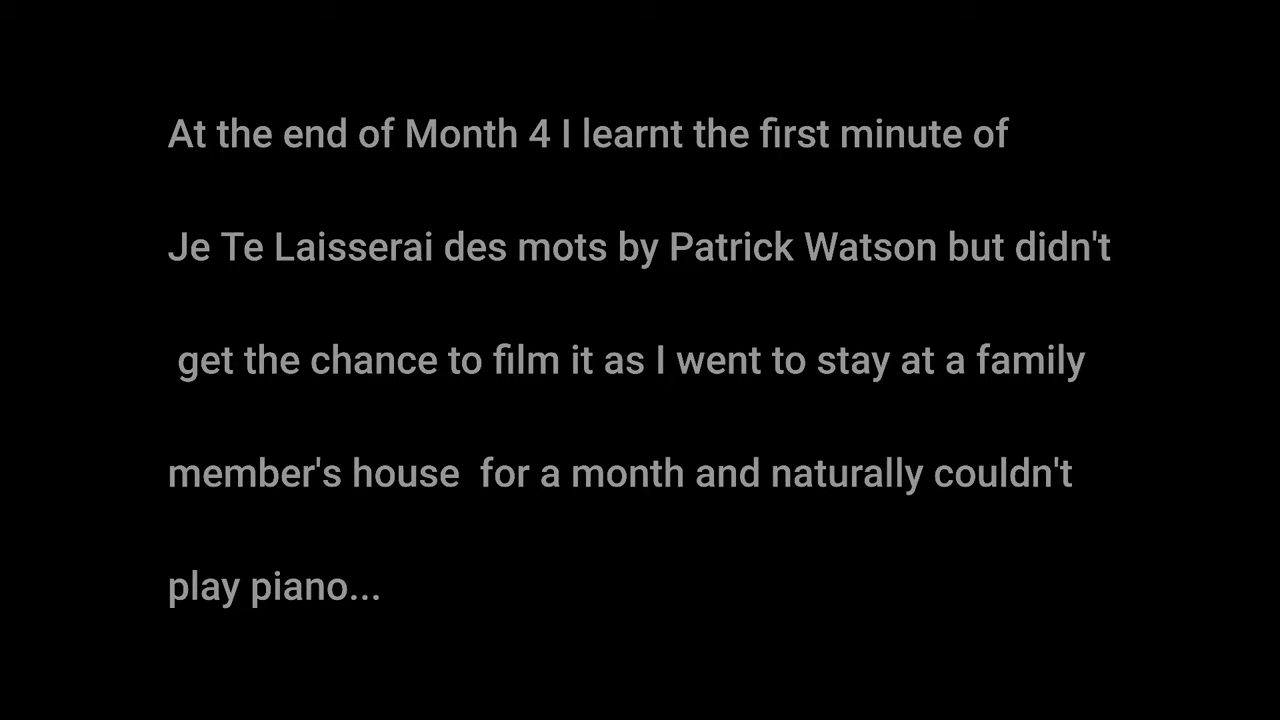 At the end of Month 4 I learnt the first minute of
Je Te Laisserai des mots by Patrick Watson but didn't
get the chance to film it as I went to stay at a family
member's house  for a month and naturally couldn't
play piano...